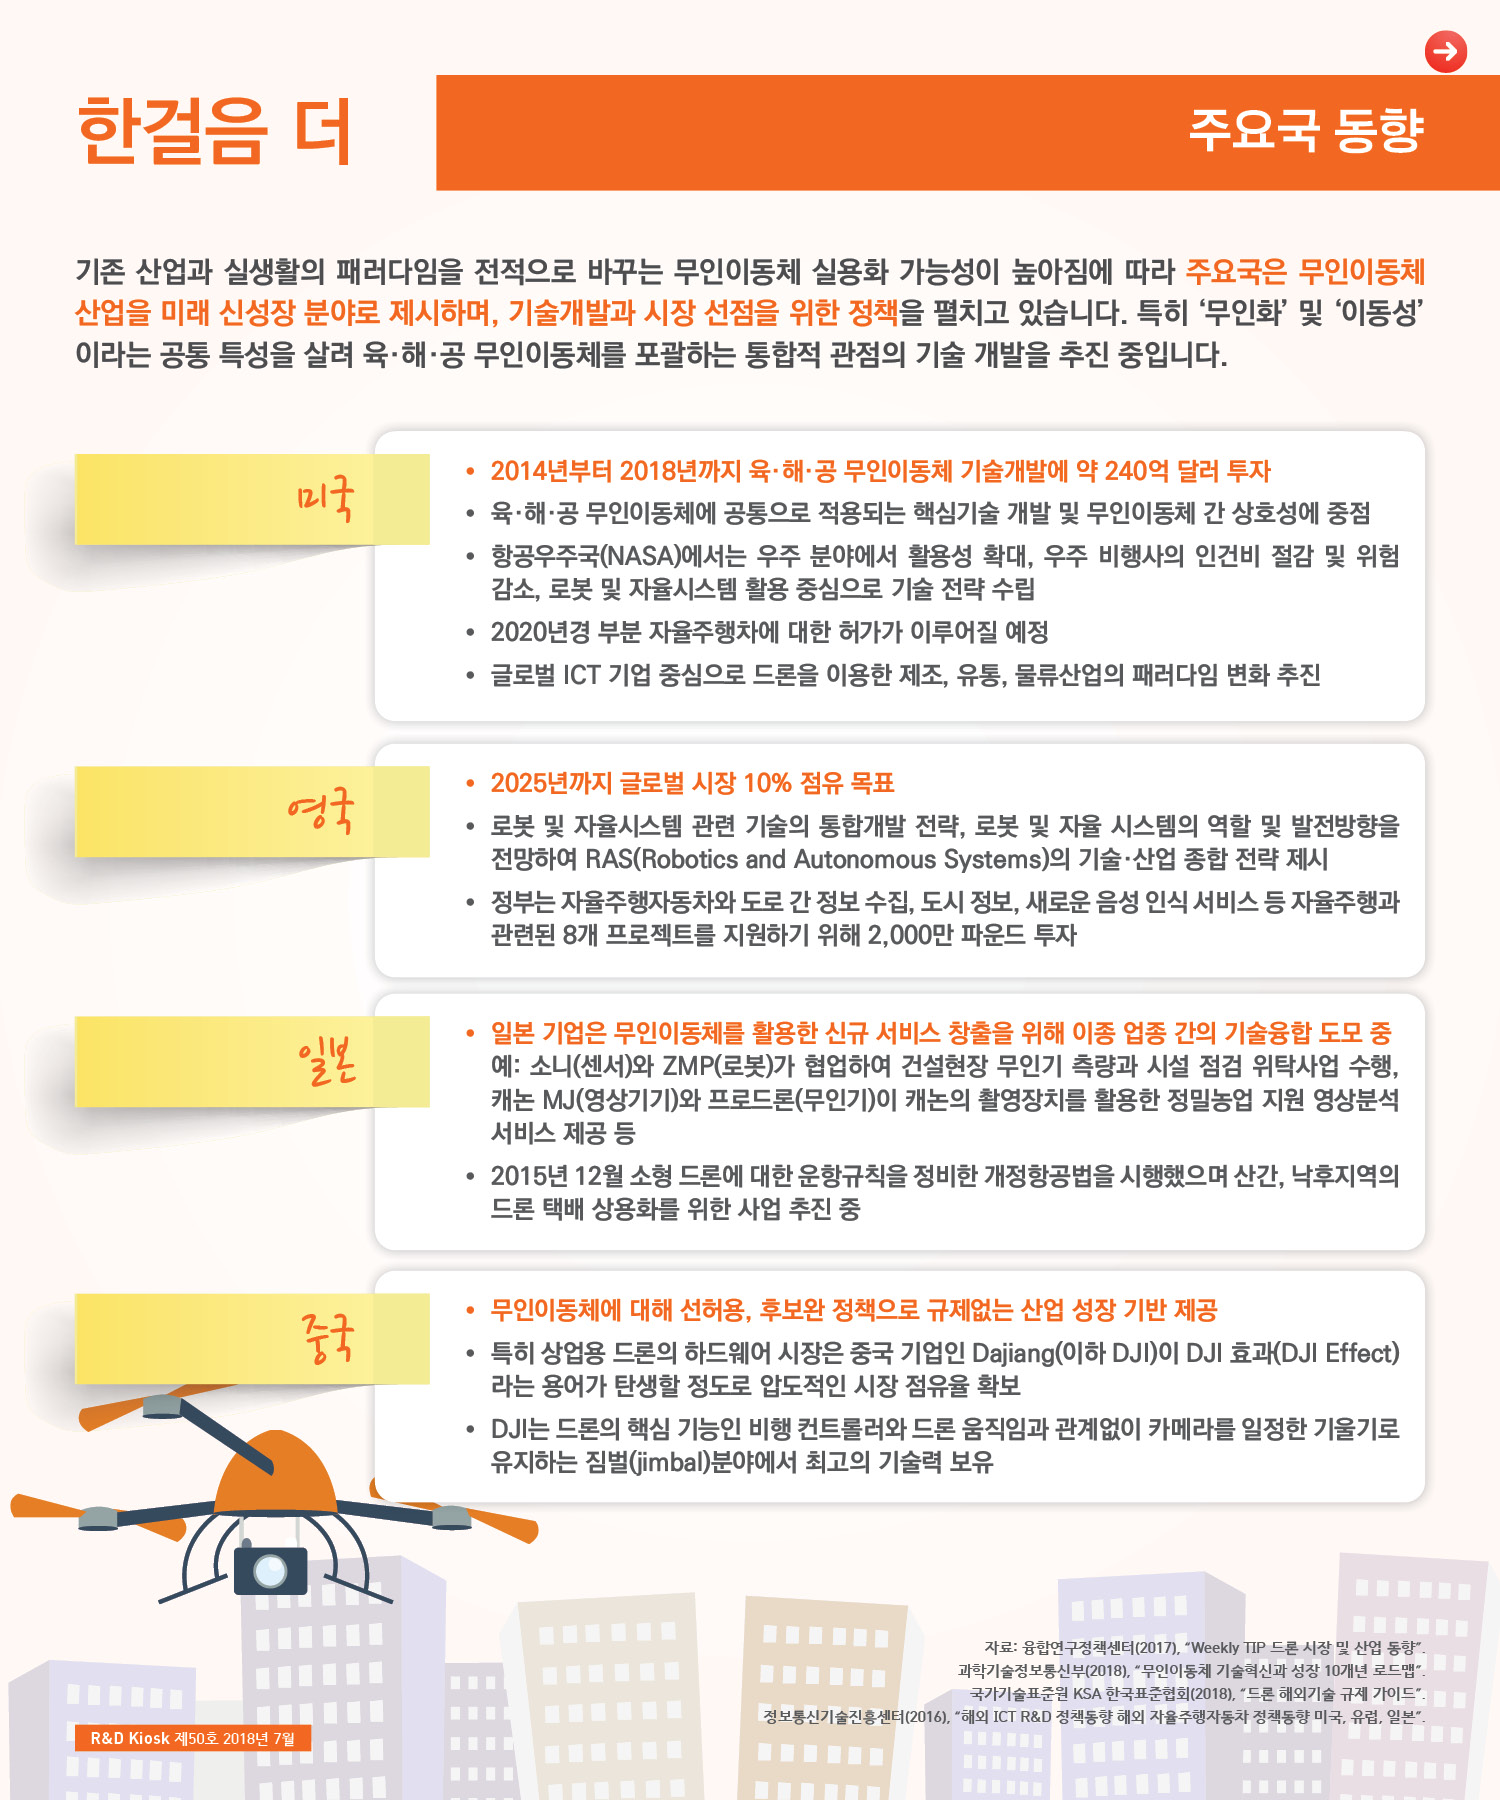 한걸음 더
주요국 동향
기존 산업과 실생활의 패러다임을 전적으로 바꾸는 무인이동체 실용화 가능성이 높아짐에 따라 주요국은 무인이동체
산업을 미래 신성장 분야로 제시하며, 기술개발과 시장 선점을 위한 정책을 펼치고 있습니다. 특히 ‘무인화’ 및 ‘이동성’
이라는 공통 특성을 살려 육·해·공 무인이동체를 포괄하는 통합적 관점의 기술 개발을 추진 중입니다.
미국
• 2014년부터 2018년까지 육·해·공 무인이동체 기술개발에 약 240억 달러 투자
• 육·해·공 무인이동체에 공통으로 적용되는 핵심기술 개발 및 무인이동체 간 상호성에 중점
• 항공우주국(NASA)에서는 우주 분야에서 활용성 확대, 우주 비행사의 인건비 절감 및 위험
감소, 로봇 및 자율시스템 활용 중심으로 기술 전략 수립
• 2020년경 부분 자율주행차에 대한 허가가 이루어질 예정
• 글로벌 ICT 기업 중심으로 드론을 이용한 제조, 유통, 물류산업의 패러다임 변화 추진
영국
• 2025년까지 글로벌 시장 10% 점유 목표
• 로봇 및 자율시스템 관련 기술의 통합개발 전략, 로봇 및 자율 시스템의 역할 및 발전방향을
전망하여 RAS(Robotics and Autonomous Systems)의 기술·산업 종합 전략 제시
• 정부는 자율주행자동차와 도로 간 정보 수집, 도시 정보, 새로운 음성 인식 서비스 등 자율주행과
관련된 8개 프로젝트를 지원하기 위해 2,000만 파운드 투자
일본
• 일본 기업은 무인이동체를 활용한 신규 서비스 창출을 위해 이종 업종 간의 기술융합 도모 중
예: 소니(센서)와 ZMP(로봇)가 협업하여 건설현장 무인기 측량과 시설 점검 위탁사업 수행,
캐논 MJ(영상기기)와 프로드론(무인기)이 캐논의 촬영장치를 활용한 정밀농업 지원 영상분석
서비스 제공 등
• 2015년 12월 소형 드론에 대한 운항규칙을 정비한 개정항공법을 시행했으며 산간, 낙후지역의
드론 택배 상용화를 위한 사업 추진 중
중국
• 무인이동체에 대해 선허용, 후보완 정책으로 규제없는 산업 성장 기반 제공
• 특히 상업용 드론의 하드웨어 시장은 중국 기업인 Dajiang(이하 DJI)이 DJI 효과(DJI Effect)
라는 용어가 탄생할 정도로 압도적인 시장 점유율 확보
• DJI는 드론의 핵심 기능인 비행 컨트롤러와 드론 움직임과 관계없이 카메라를 일정한 기울기로
유지하는 짐벌(jimbal)분야에서 최고의 기술력 보유
자료: 융합연구정책센터(2017), “Weekly TIP 드론 시장 및 산업 동향”.
과학기술정보통신부(2018), “무인이동체 기술혁신과 성장 10개년 로드맵”.
국가기술표준원 KSA 한국표준협회(2018), “드론 해외기술 규제 가이드”.
정보통신기술진흥센터(2016), “해외 ICT R&D 정책동향 해외 자율주행자동차 정책동향 미국, 유럽, 일본”.
R&D Kiosk 제50호 2018년 7월